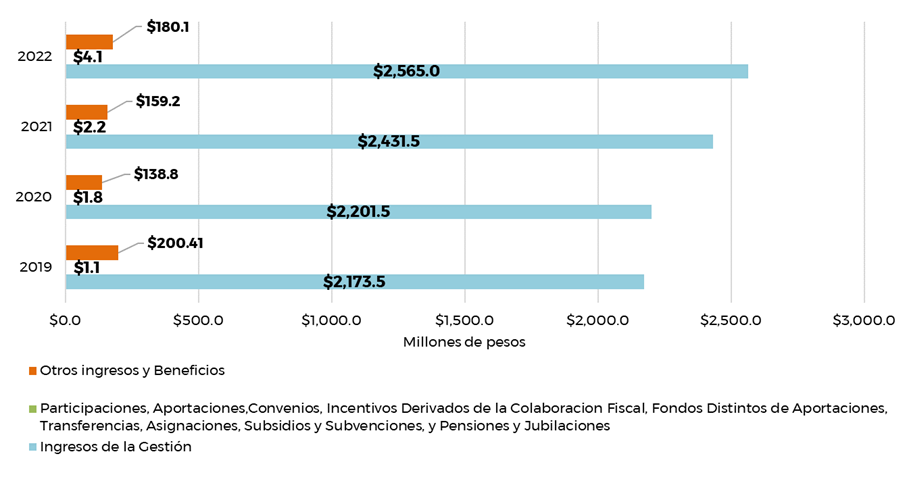 $180.1
2022
$4.1
$2,565.0
$159.2
2021
$2.2
$2,431.5
$138.8
2020
$1.8
$2,201.5
$200.41
2019
$1.1
$2,173.5
$0.0 $500.0 $1,000.0 $1,500.0 $2,000.0 $2,500.0 $3,000.0
Millones de pesos
Otros ingresos y Beneficios
Participaciones, Aportaciones,Convenios, Incentivos Derivados de la Colaboracion Fiscal, Fondos Distintos de Aportaciones,
Transferencias, Asignaciones, Subsidios y Subvenciones, y Pensiones y Jubilaciones
Ingresos de la Gestión